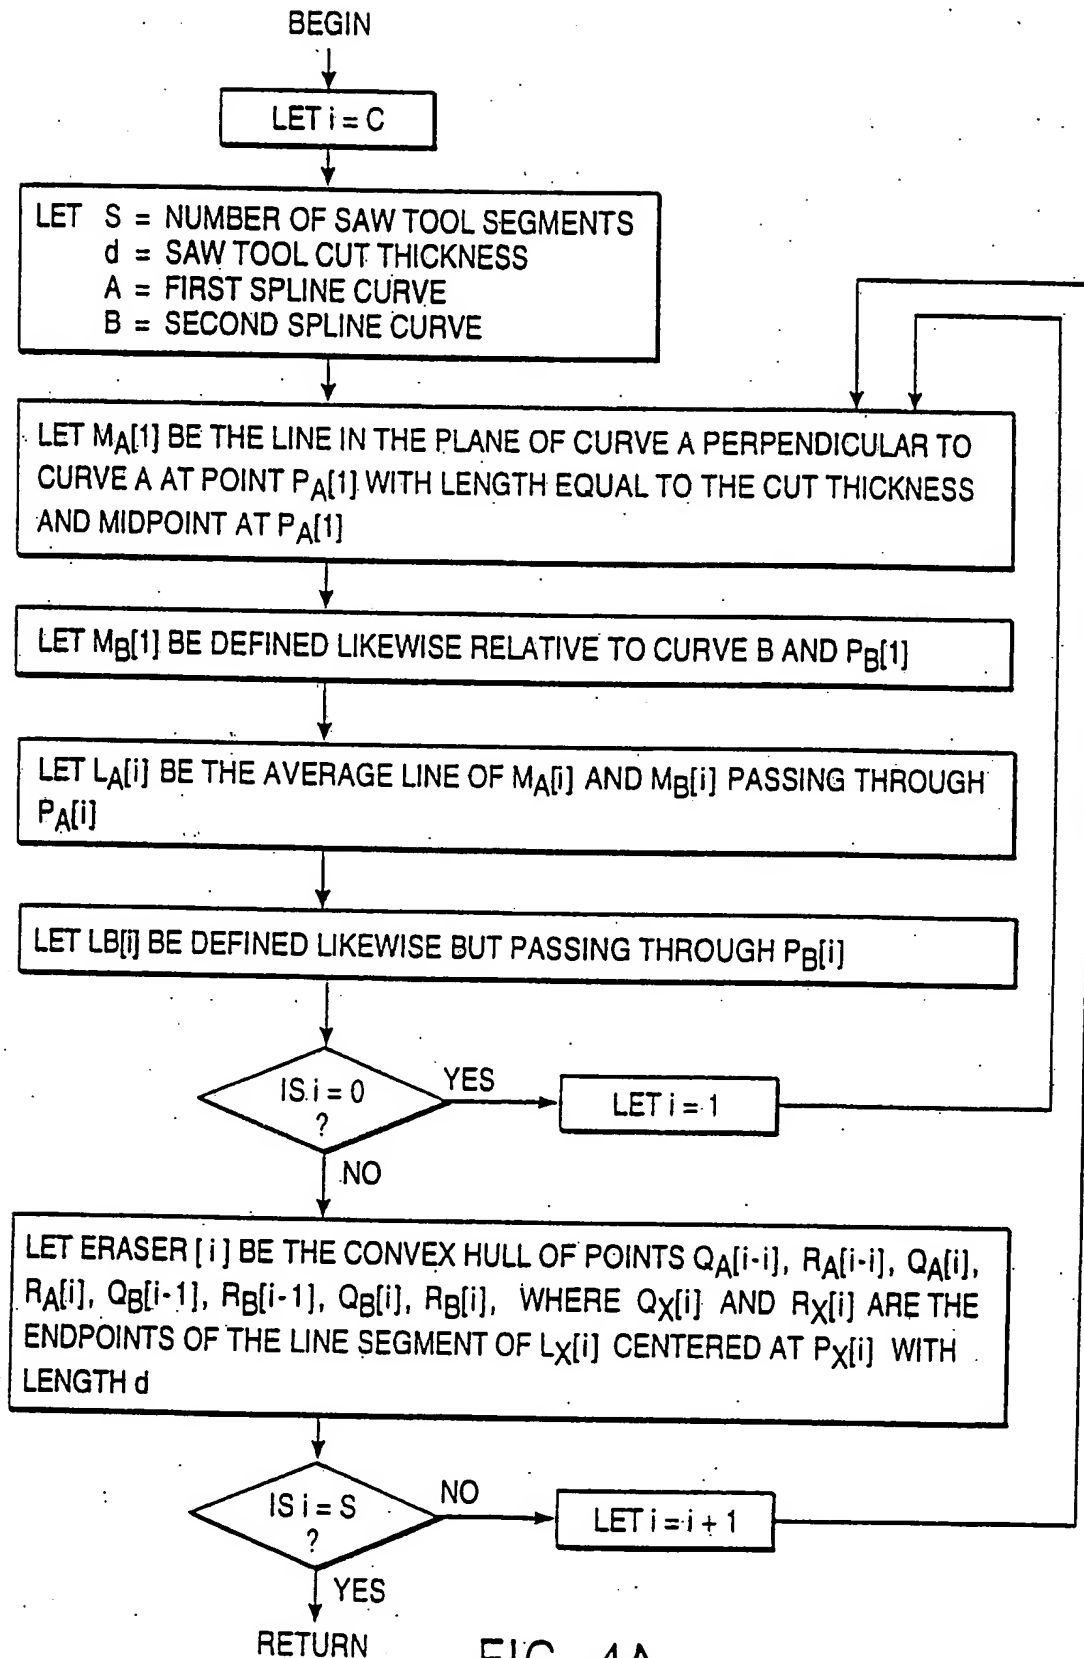 BEGIN
LET i = C
LET S = NUMBER OF SAW TOOL SEGMENTS
d = SAW TOOL CUT THICKNESS
A = FIRST SPLINE CURVE
B = SECOND SPLINE CURVE
LET MA[1] BE THE LINE IN THE PLANE OF CURVE A PERPENDICULAR TO
CURVE A AT POINT PA[1] WITH LENGTH EQUAL TO THE CUT THICKNESS
AND MIDPOINT AT PA[1]
LET MB[1] BE DEFINED LIKEWISE RELATIVE TO CURVE B AND PB[1]
LET LA[i] BE THE AVERAGE LINE OF MA[i] AND MB[i] PASSING THROUGH
PA[i]
LET LB[i] BE DEFINED LIKEWISE BUT PASSING THROUGH PB[i]
IS i = 0
?
YES
LET i = 1
NO
LET ERASER [ i ] BE THE CONVEX HULL OF POINTS QA[i-i], RA[i-i], QA[i],
RA[i], QB[i-1], RB[i-1], QB[i], RB[i], WHERE QX[i] AND RX[i] ARE THE
ENDPOINTS OF THE LINE SEGMENT OF LX[i] CENTERED AT PX[i] WITH
LENGTH d
IS i = S
?
NO
LET i = i + 1
YES
RETURN
FIG. 4A